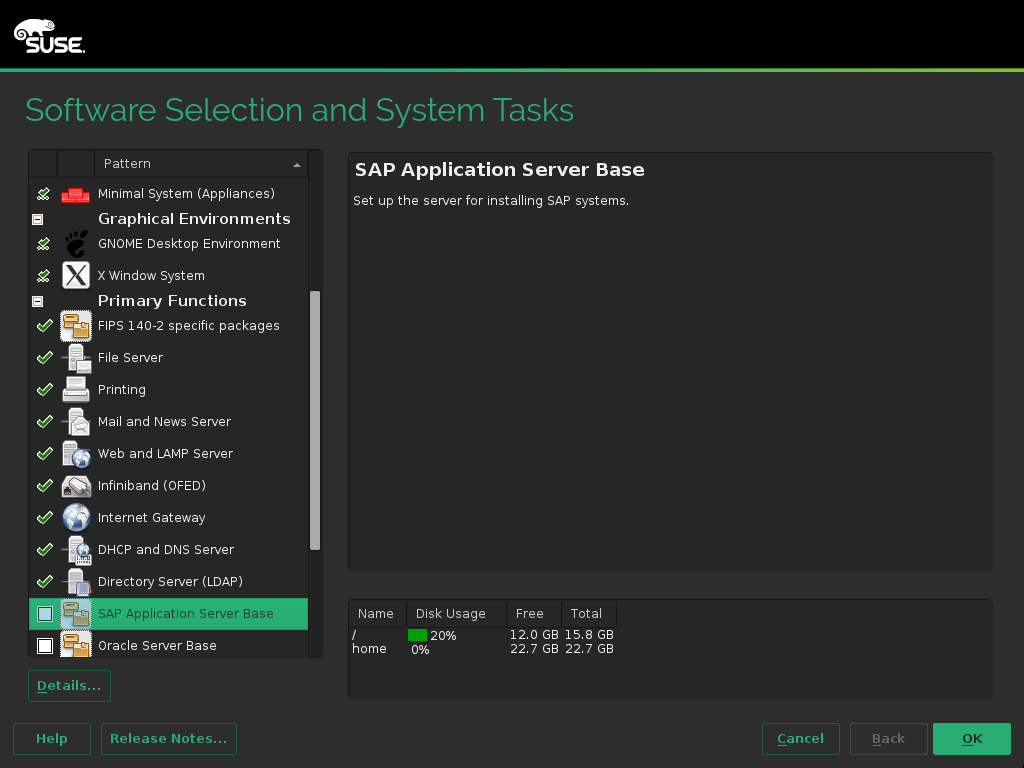 SUSE
Software Selection and System Tasks
Pattern
Minimal System (Appliances)
Graphical Environments
GNOME Desktop Environment
X Window System
Primary Functions
FIPS 140-2 specific packages
File Server
Printing
Mail and News Server
Web and LAMP Server
Infiniband (OFED)
Internet Gateway
DHCP and DNS Server
Directory Server (LDAP)
SAP Application Server Base
Oracle Server Base
Details...
SAP Application Server Base
Set up the server for installing SAP systems.
Name Disk Usage Free Total
/ 20% 12.0 GB 15.8 GB
home 0% 22.7 GB 22.7 GB
Help Release Notes... Cancel Back OK